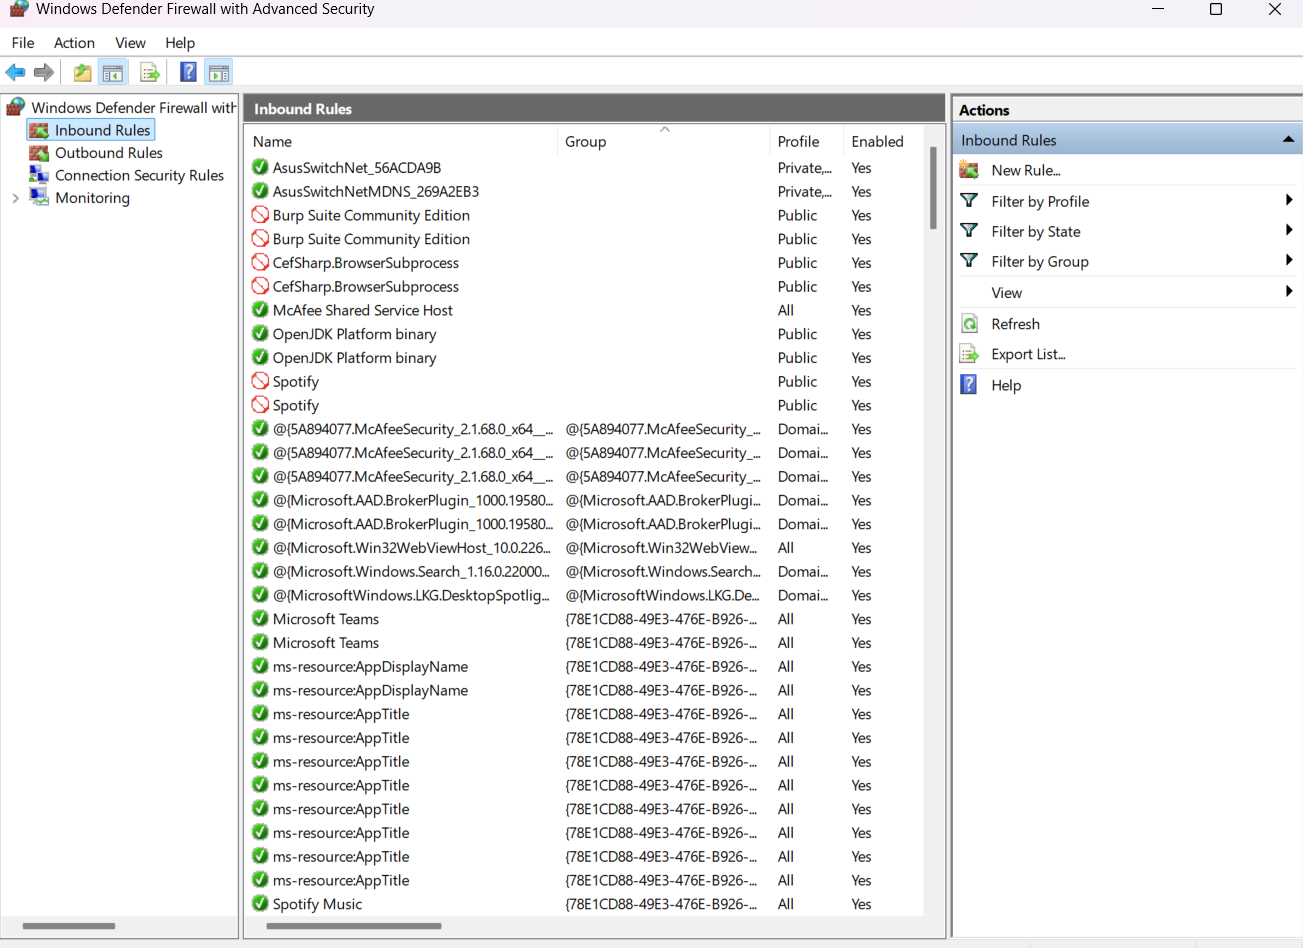 Windows Defender Firewall with Advanced Security
File Action View Help
Windows Defender Firewall with
Inbound Rules
Outbound Rules
Connection Security Rules
Monitoring
Inbound Rules
Name Group Profile Enabled
AsusSwitchNet_56ACDA9B Private,... Yes
AsusSwitchNetMDNS_269A2EB3 Private,... Yes
Burp Suite Community Edition Public Yes
Burp Suite Community Edition Public Yes
CefSharp.BrowserSubprocess Public Yes
CefSharp.BrowserSubprocess Public Yes
McAfee Shared Service Host All Yes
OpenJDK Platform binary Public Yes
OpenJDK Platform binary Public Yes
Spotify Public Yes
Spotify Public Yes
@{5A894077.McAfeeSecurity_2.1.68.0_x64__... @{5A894077.McAfeeSecurity_... Domai... Yes
@{5A894077.McAfeeSecurity_2.1.68.0_x64__... @{5A894077.McAfeeSecurity_... Domai... Yes
@{5A894077.McAfeeSecurity_2.1.68.0_x64__... @{5A894077.McAfeeSecurity_... Domai... Yes
@{Microsoft.AAD.BrokerPlugin_1000.19580... @{Microsoft.AAD.BrokerPlugi... Domai... Yes
@{Microsoft.AAD.BrokerPlugin_1000.19580... @{Microsoft.AAD.BrokerPlugi... Domai... Yes
@{Microsoft.Win32WebViewHost_10.0.226... @{Microsoft.Win32WebView... All Yes
@{Microsoft.Windows.Search_1.16.0.22000... @{Microsoft.Windows.Search... Domai... Yes
@{MicrosoftWindows.LKG.DesktopSpotlig... @{MicrosoftWindows.LKG.De... Domai... Yes
Microsoft Teams {78E1CD88-49E3-476E-B926-... All Yes
Microsoft Teams {78E1CD88-49E3-476E-B926-... All Yes
ms-resource:AppDisplayName {78E1CD88-49E3-476E-B926-... All Yes
ms-resource:AppDisplayName {78E1CD88-49E3-476E-B926-... All Yes
ms-resource:AppTitle {78E1CD88-49E3-476E-B926-... All Yes
ms-resource:AppTitle {78E1CD88-49E3-476E-B926-... All Yes
ms-resource:AppTitle {78E1CD88-49E3-476E-B926-... All Yes
ms-resource:AppTitle {78E1CD88-49E3-476E-B926-... All Yes
ms-resource:AppTitle {78E1CD88-49E3-476E-B926-... All Yes
ms-resource:AppTitle {78E1CD88-49E3-476E-B926-... All Yes
ms-resource:AppTitle {78E1CD88-49E3-476E-B926-... All Yes
ms-resource:AppTitle {78E1CD88-49E3-476E-B926-... All Yes
Spotify Music {78E1CD88-49E3-476E-B926-... All Yes
Actions
Inbound Rules
New Rule...
Filter by Profile
Filter by State
Filter by Group
View
Refresh
Export List...
Help